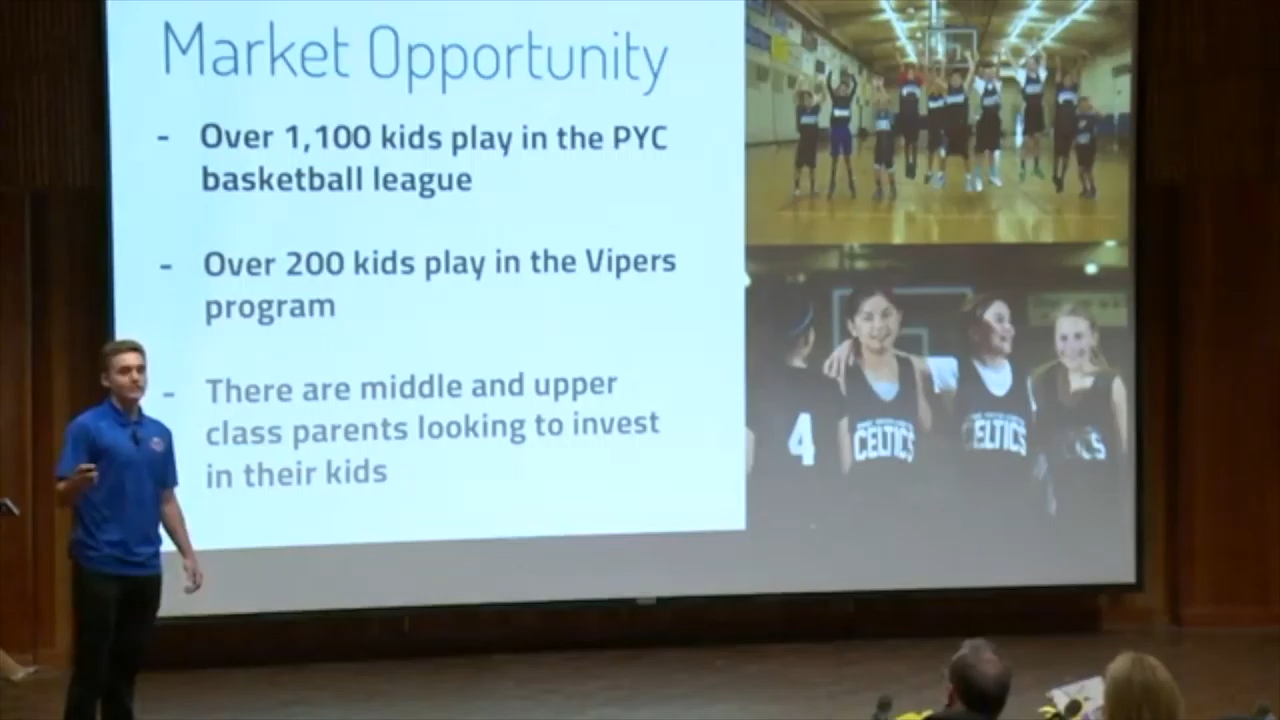 Market Opportunity
- Over 1,100 kids play in the PYC
basketball league
- Over 200 kids play in the Vipers
program
- There are middle and upper
class parents looking to invest
in their kids
4
CELTICS
CELTICS